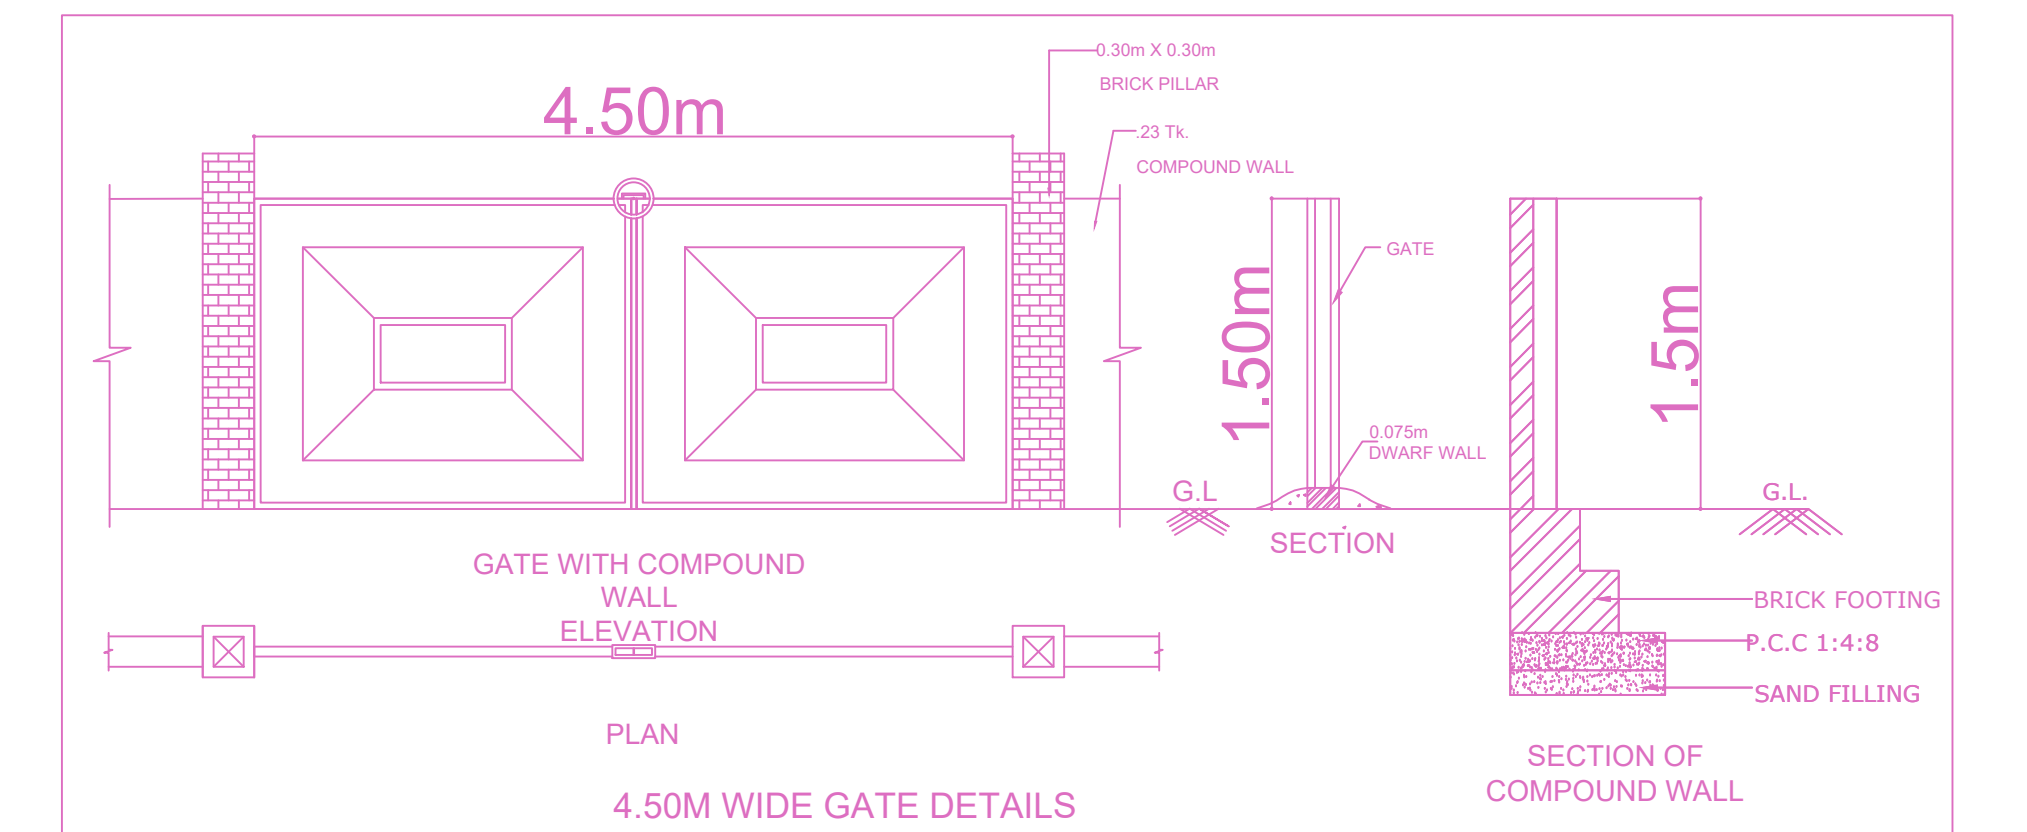 4.50m
0.30m X 0.30m
BRICK PILLAR
.23 Tk.
COMPOUND WALL
GATE
1.50m
0.075m
DWARF WALL
G.L
SECTION
1.5m
G.L.
BRICK FOOTING
P.C.C 1:4:8
SAND FILLING
SECTION OF
COMPOUND WALL
GATE WITH COMPOUND
WALL
ELEVATION
PLAN
4.50M WIDE GATE DETAILS